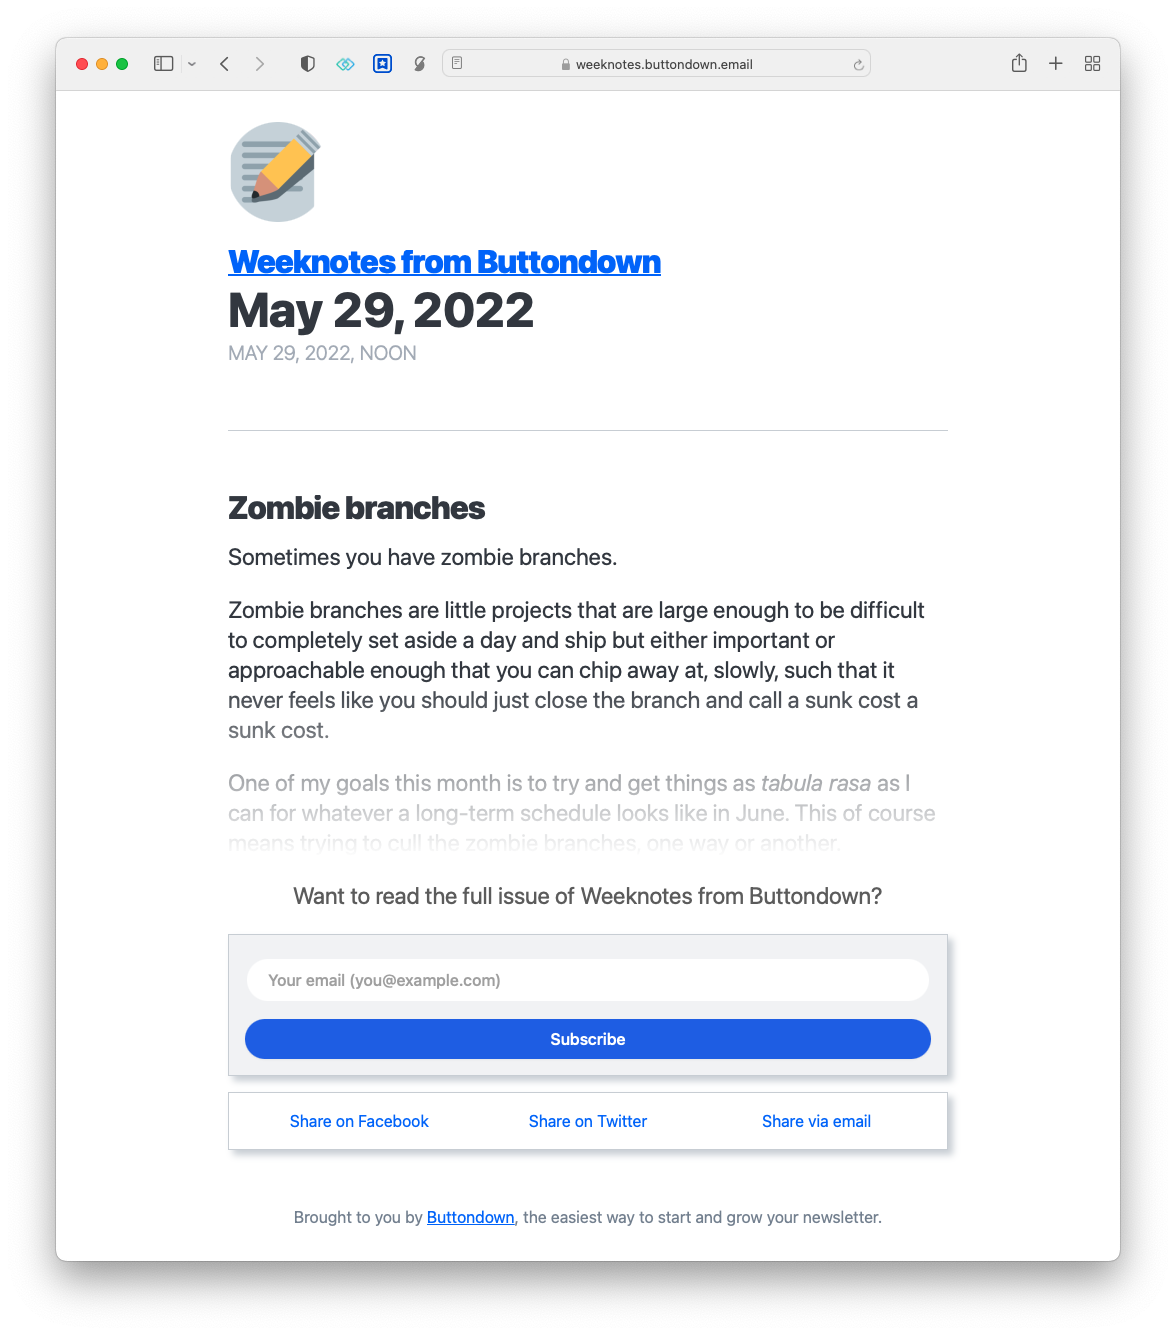 weeknotes.buttondown.email
Weeknotes from Buttondown
May 29, 2022
MAY 29, 2022, NOON
Zombie branches
Sometimes you have zombie branches.
Zombie branches are little projects that are large enough to be difficult
to completely set aside a day and ship but either important or
approachable enough that you can chip away at, slowly, such that it
never feels like you should just close the branch and call a sunk cost a
sunk cost.
One of my goals this month is to try and get things as tabula rasa as I
can for whatever a long-term schedule looks like in June. This of course
means trying to cull the zombie branches, one way or another.
Want to read the full issue of Weeknotes from Buttondown?
Your email (you@example.com)
Subscribe
Share on Facebook Share on Twitter Share via email
Brought to you by Buttondown, the easiest way to start and grow your newsletter.